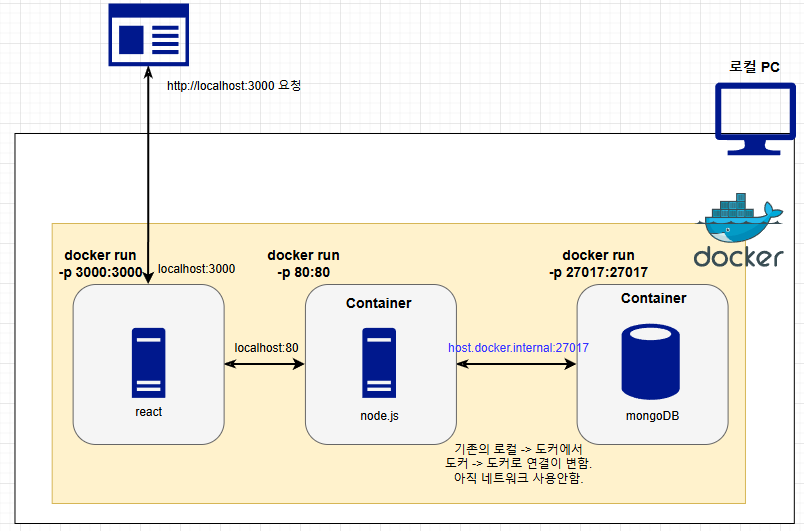 http://localhost:3000 요청
로컬 PC
docker
docker run
-p 3000:3000
localhost:3000
docker run
-p 80:80
docker run
-p 27017:27017
Container
Container
localhost:80
host.docker.internal:27017
react
node.js
mongoDB
기존의 로컬 -> 도커에서
도커 -> 도커로 연결이 변함.
아직 네트워크 사용안함.